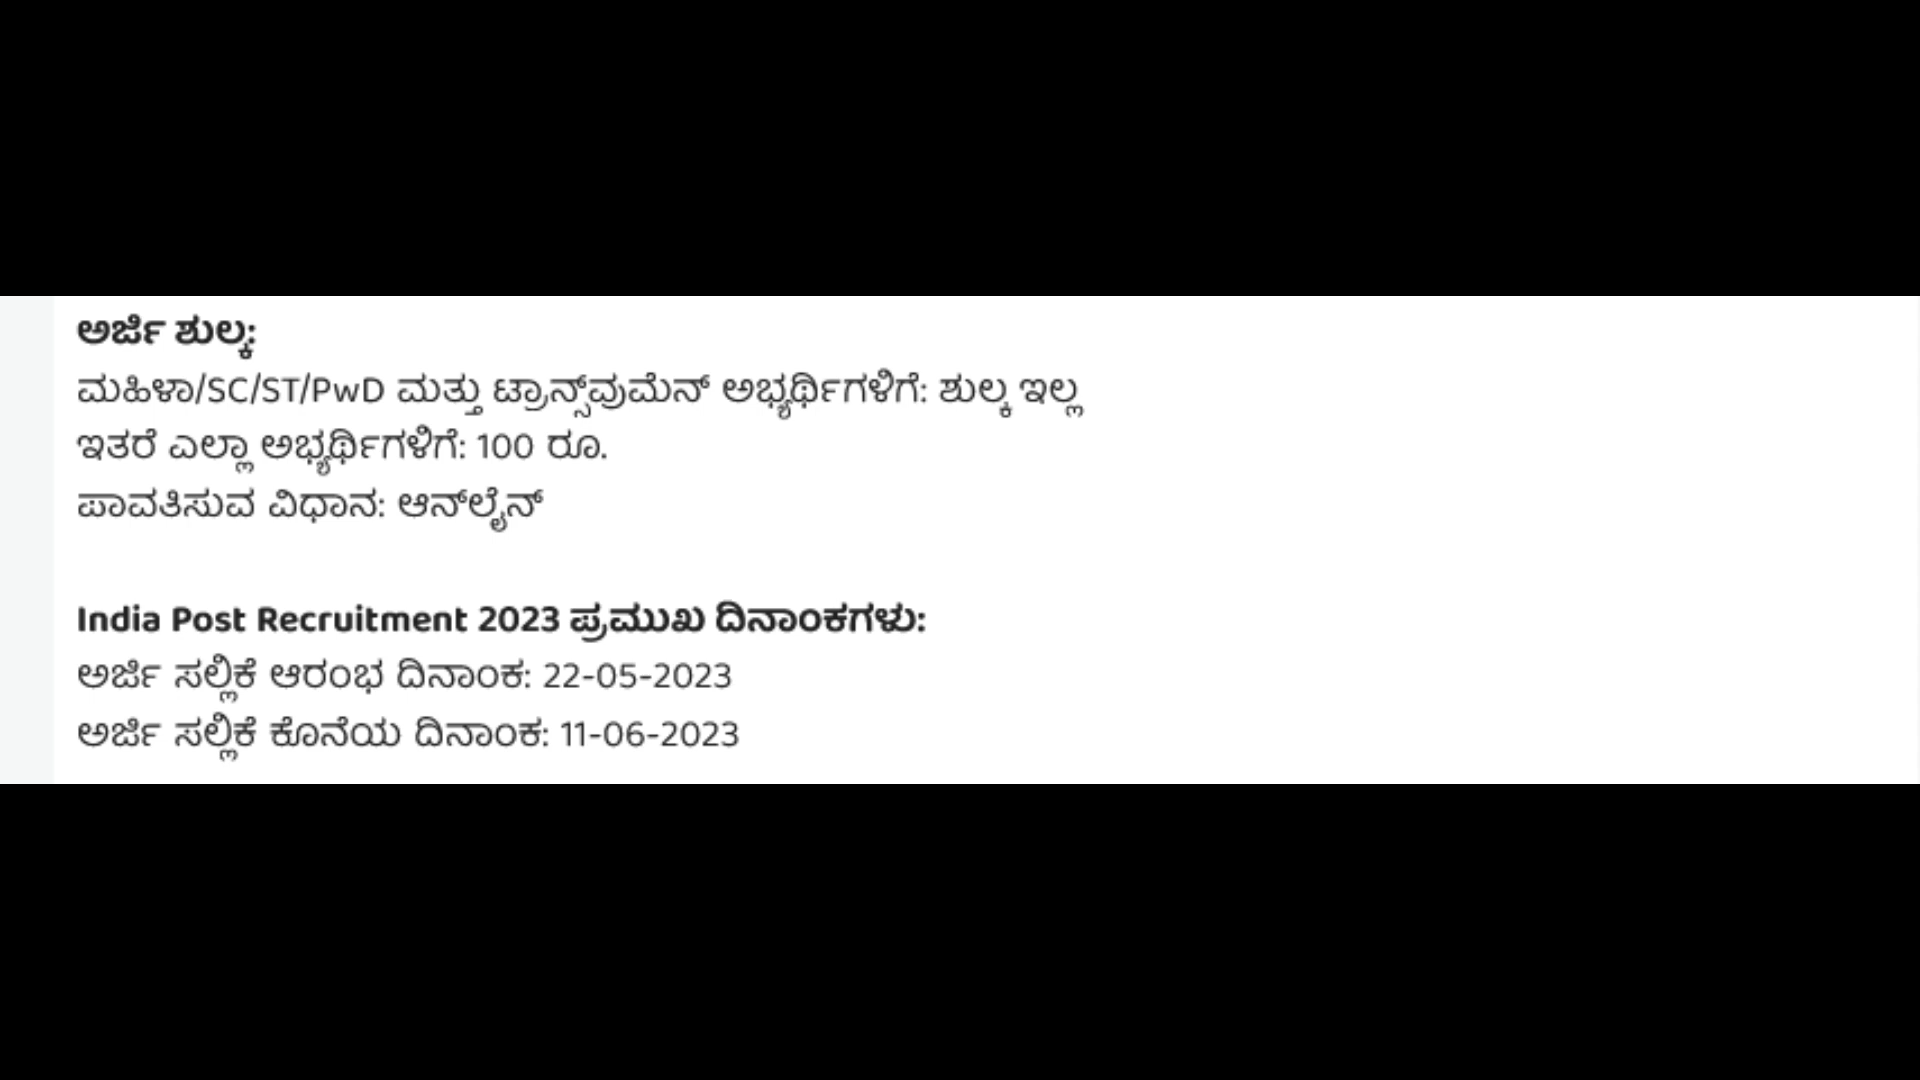 ಅರ್ಜಿ ಶುಲ್ಕ:
ಮಹಿಳಾ/SC/ST/PwD ಮತ್ತು ಟ್ರಾನ್ಸ್‌ವುಮೆನ್ ಅಭ್ಯರ್ಥಿಗಳಿಗೆ: ಶುಲ್ಕ ಇಲ್ಲ
ಇತರೆ ಎಲ್ಲಾ ಅಭ್ಯರ್ಥಿಗಳಿಗೆ: 100 ರೂ.
ಪಾವತಿಸುವ ವಿಧಾನ: ಆನ್‌ಲೈನ್
India Post Recruitment 2023 ಪ್ರಮುಖ ದಿನಾಂಕಗಳು:
ಅರ್ಜಿ ಸಲ್ಲಿಕೆ ಆರಂಭ ದಿನಾಂಕ: 22-05-2023
ಅರ್ಜಿ ಸಲ್ಲಿಕೆ ಕೊನೆಯ ದಿನಾಂಕ: 11-06-2023